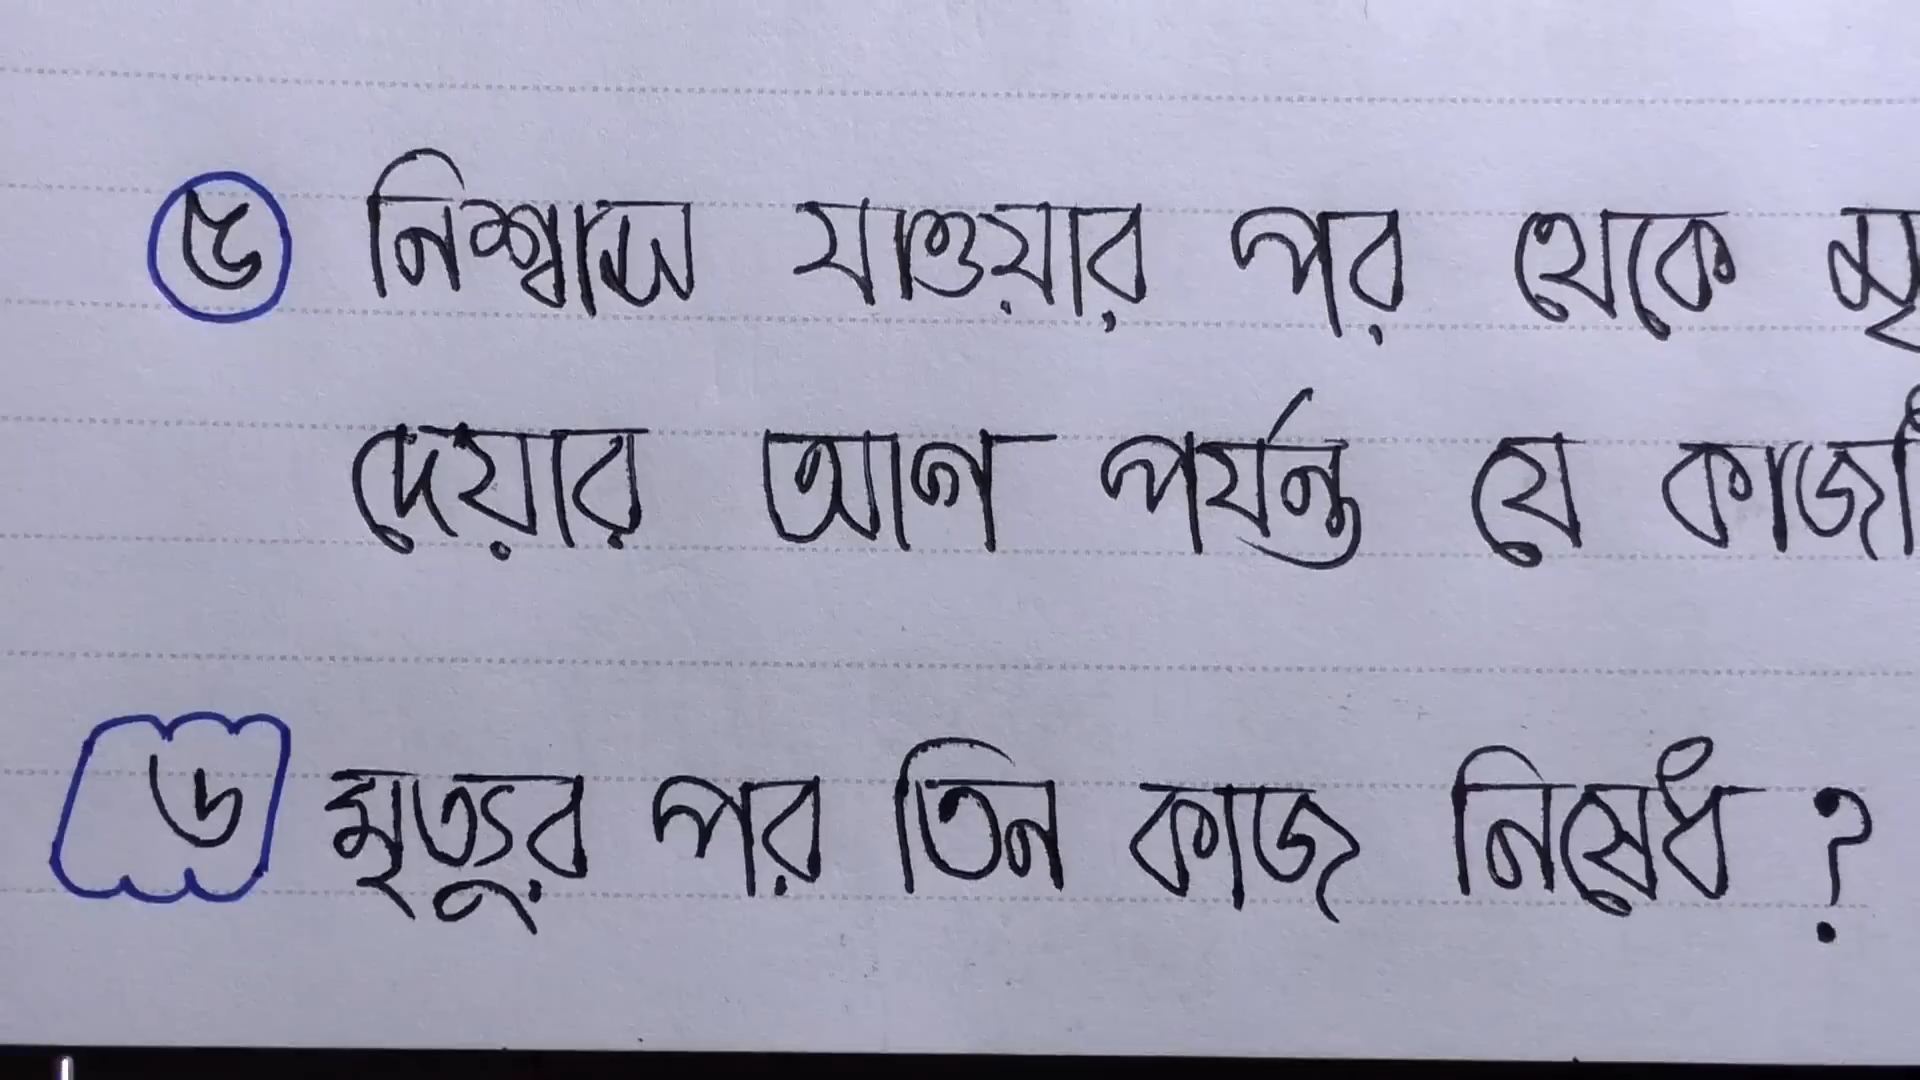 ৫ নিশ্বাস যাওয়ার পর থেকে
দেয়ার আগ পর্যন্ত যে
৬ মৃত্যুর পর তিন কাজ নিষেধ ?